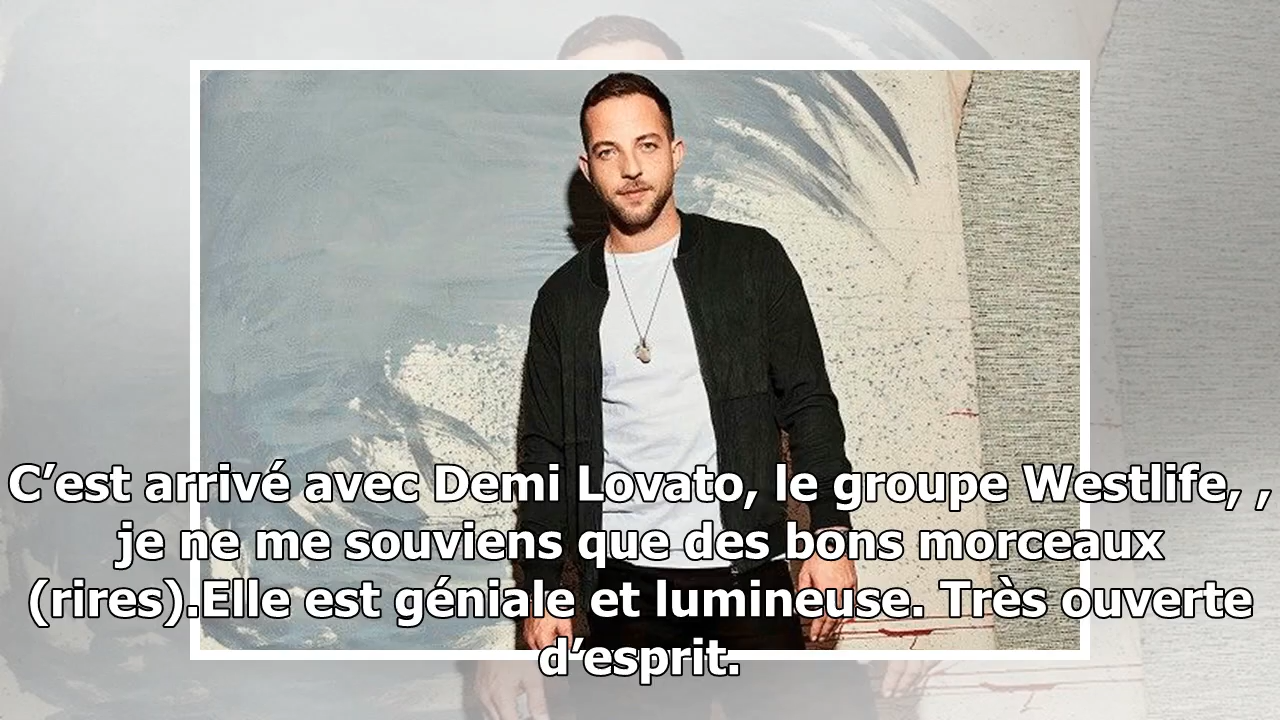 C’est arrivé avec Demi Lovato, le groupe Westlife, ,
je ne me souviens que des bons morceaux
(rires).Elle est géniale et lumineuse. Très ouverte
d’esprit.